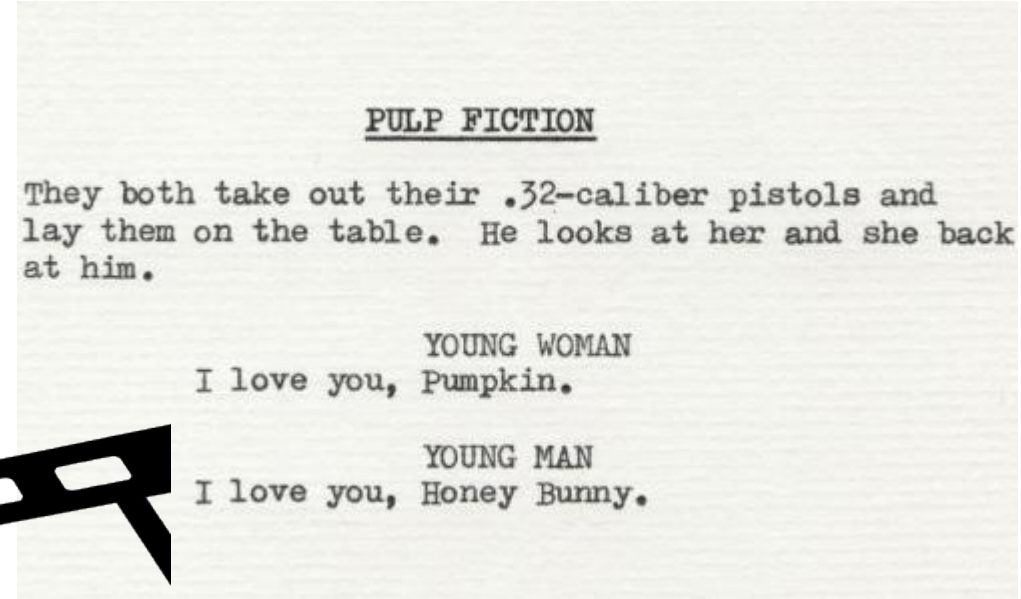 PULP FICTION
They both take out their .32-caliber pistols and
lay them on the table.  He looks at her and she back
at him.
YOUNG WOMAN
I love you, Pumpkin.
YOUNG MAN
I love you, Honey Bunny.